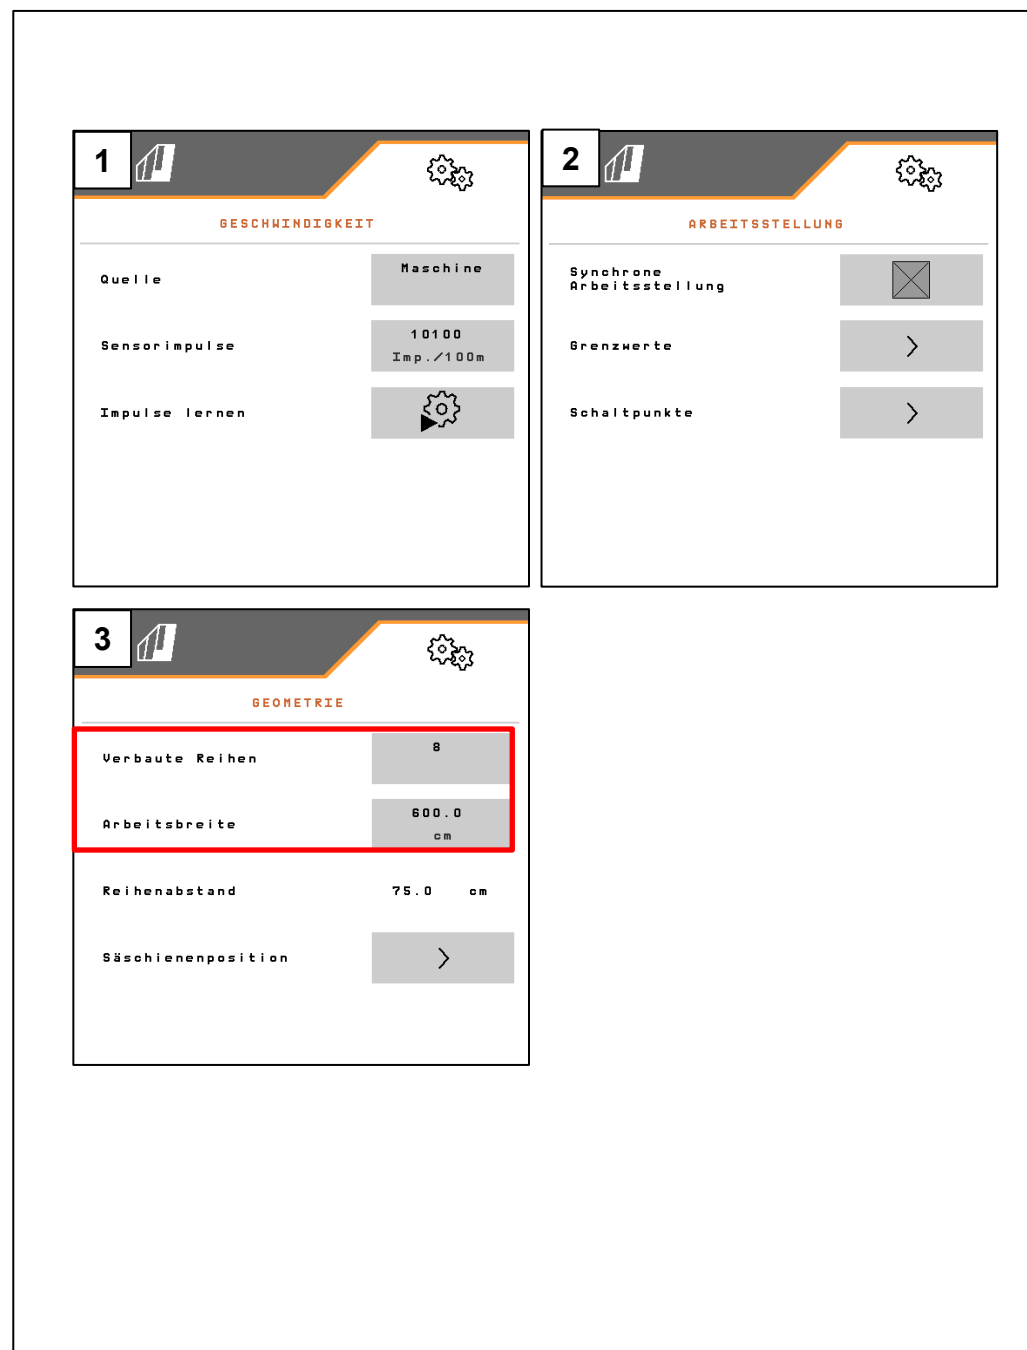 1
GESCHWINDIGKEIT
Quelle
Maschine
Sensorimpulse
10100
Imp./100m
Impulse lernen
2
ARBEITSSTELLUNG
Synchrone
Arbeitsstellung
Grenzwerte
Schaltpunkte
3
GEOMETRIE
Verbaute Reihen
8
Arbeitsbreite
600.0
cm
Reihenabstand
75.0 cm
Säschienenposition